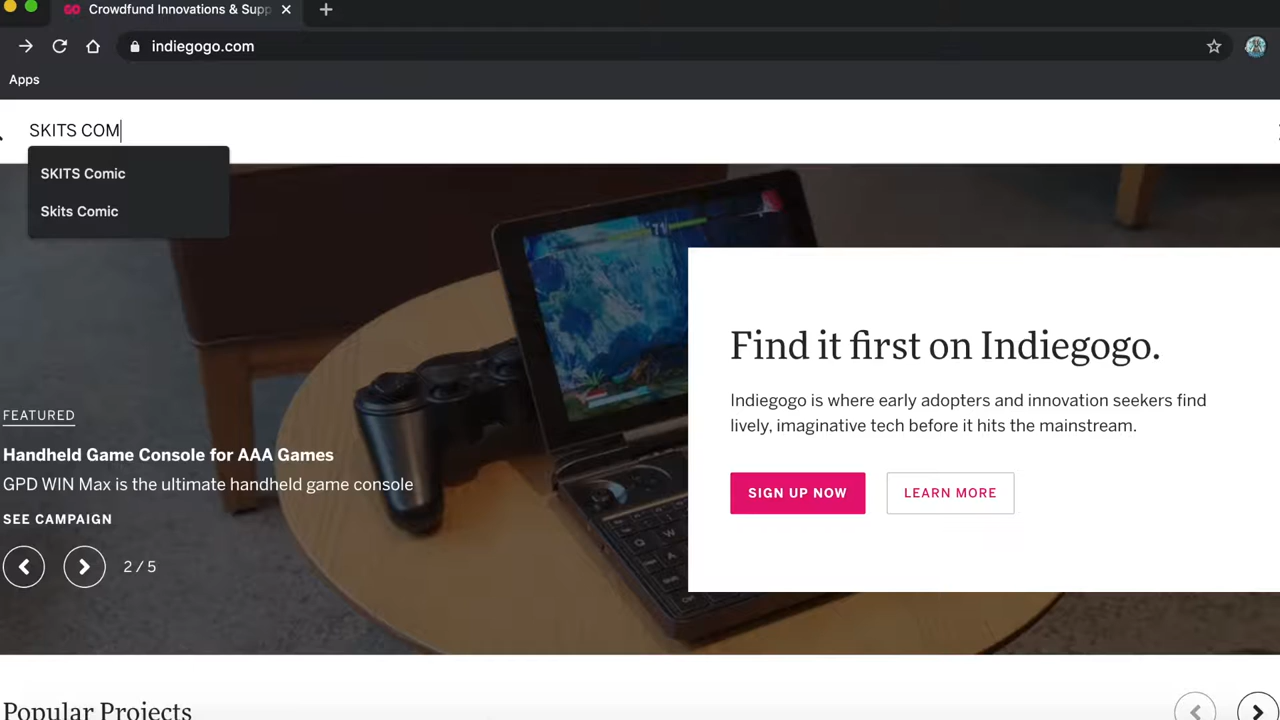 Crowdfund Innovations & Supp
indiegogo.com
Apps
SKITS COM
SKITS Comic
Skits Comic
71
Find it first on Indiegogo.
Indiegogo is where early adopters and innovation seekers find
lively, imaginative tech before it hits the mainstream.
SIGN UP NOW
LEARN MORE
FEATURED
Handheld Game Console for AAA Games
GPD WIN Max is the ultimate handheld game console
SEE CAMPAIGN
2 / 5
Popular Projects